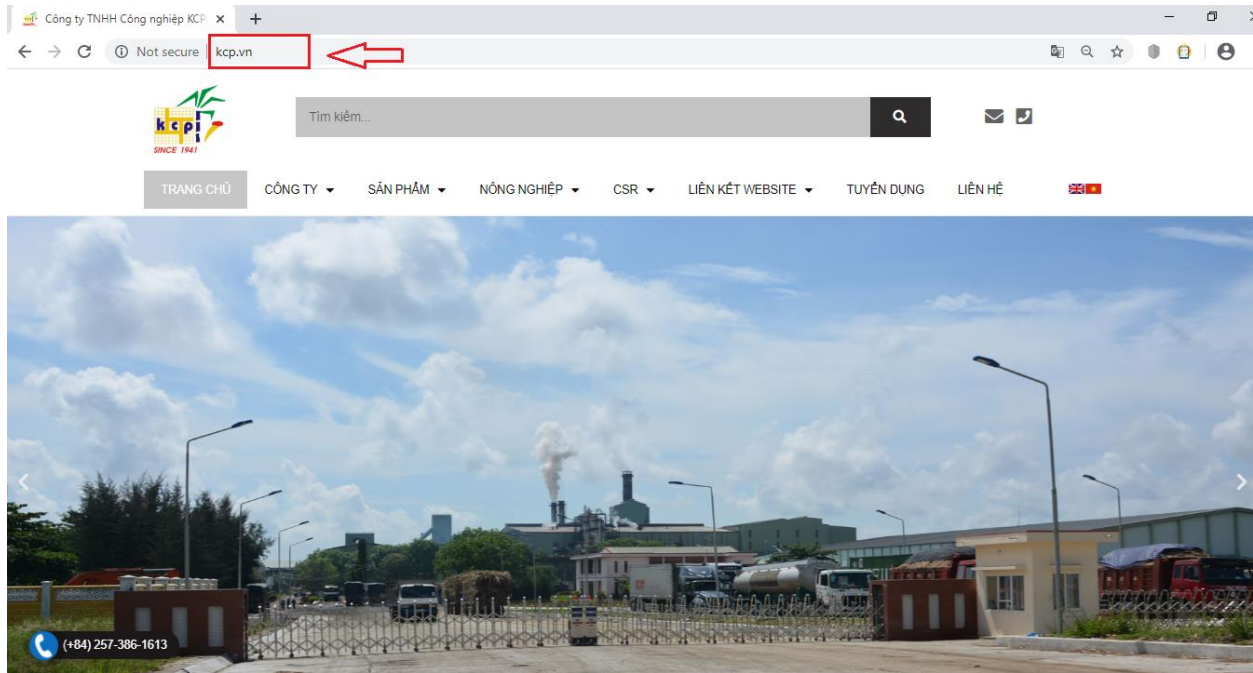 Công ty TNHH Công nghiệp KCP
Not secure | kcp.vn
kcpi
SINCE 1941
Tìm kiếm...
TRANG CHỦ CÔNG TY SẢN PHẨM NÔNG NGHIỆP CSR LIÊN KẾT WEBSITE TUYỂN DỤNG LIÊN HỆ
(+84) 257-386-1613